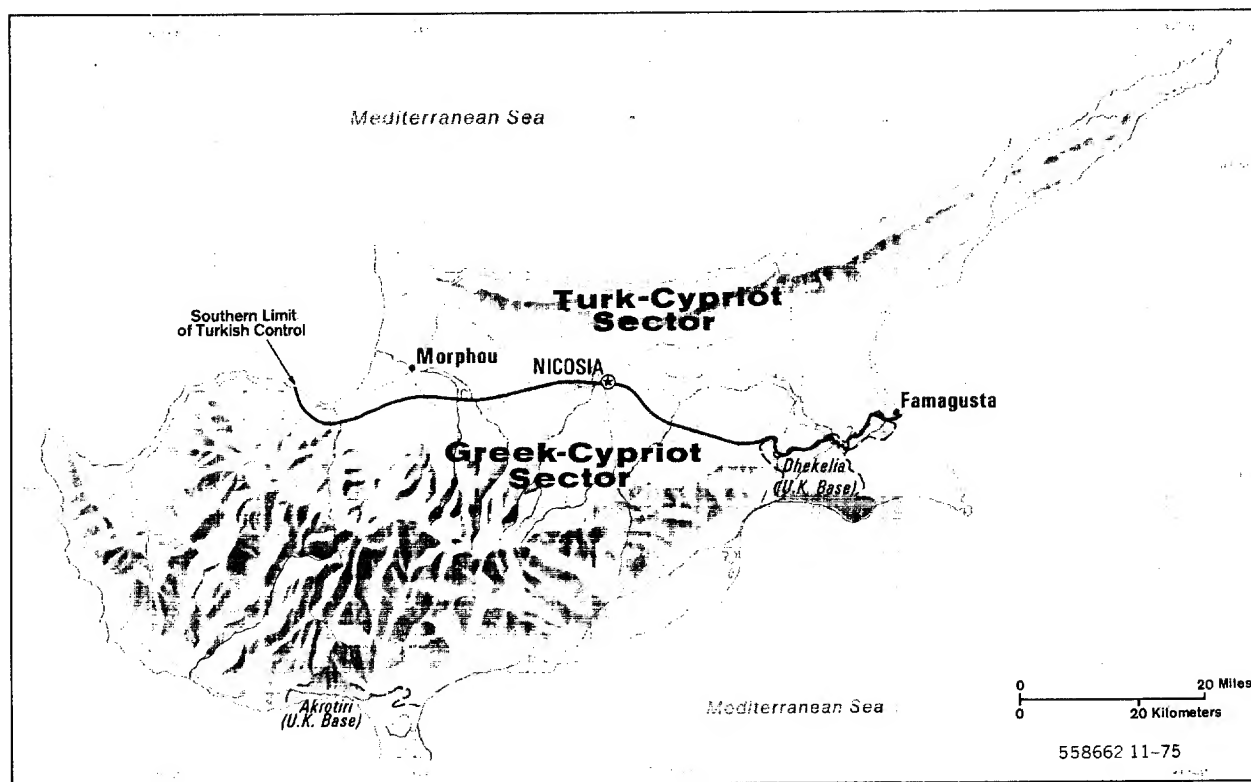 Mediterranean Sea
Turk-Cypriot
Sector
Southern Limit
of Turkish Control
Morphou
NICOSIA
Famagusta
Greek-Cypriot
Sector
Dhekelia
(U.K. Base)
Akrotiri
(U.K. Base)
Mediterranean Sea
0 20 Miles
0 20 Kilometers
558662 11-75